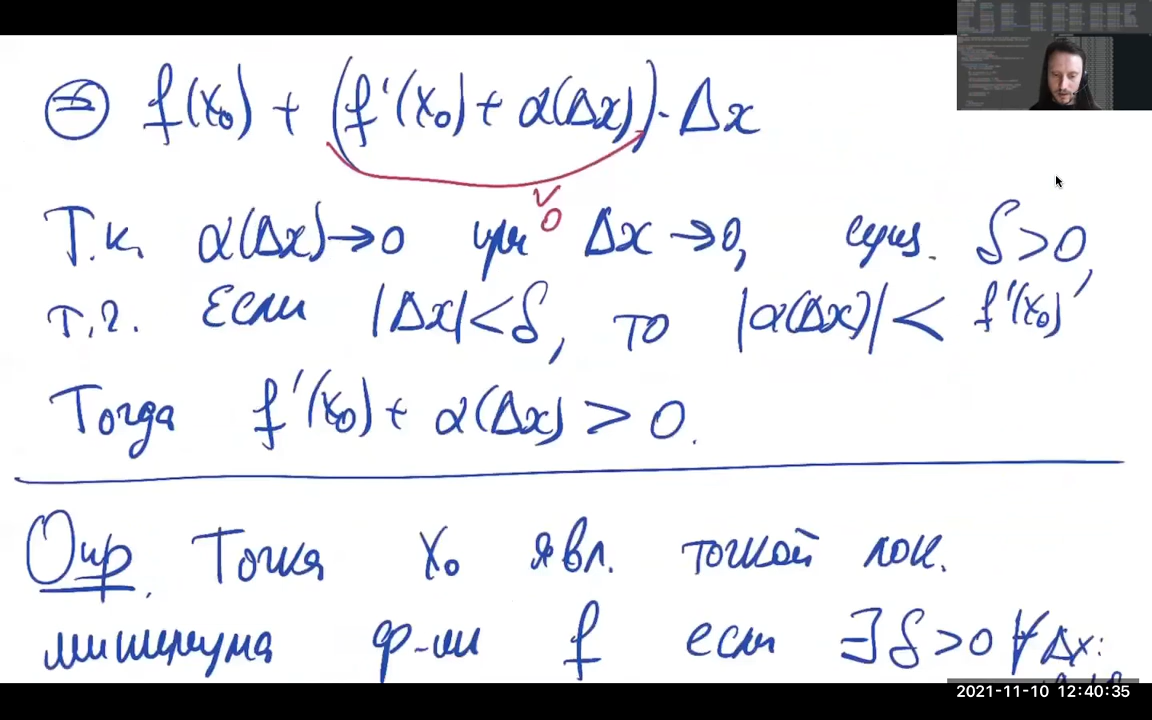 ⊜ f(x₀) + (f'(x₀) + α(Δx))·Δx
∨
0
Т.к. α(Δx)→0 при Δx→0, сущ. δ>0,
т.ч. Если |Δx|<δ, то |α(Δx)| < f'(x₀)
Тогда f'(x₀) + α(Δx) > 0.
Опр. Точка x₀ явл. точкой лок.
минимума ф-ии f если ∃δ>0 ∀Δx:
2021-11-10 12:40:35